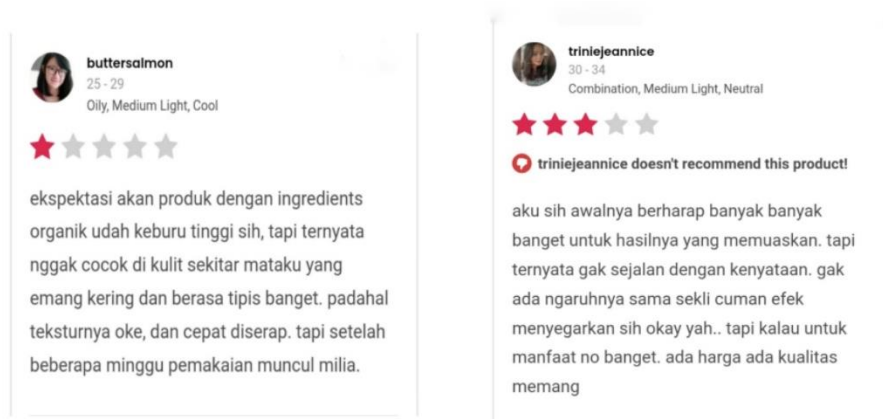 buttersalmon
25 - 29
Oily, Medium Light, Cool
ekspektasi akan produk dengan ingredients
organik udah keburu tinggi sih, tapi ternyata
nggak cocok di kulit sekitar mataku yang
emang kering dan berasa tipis banget. padahal
teksturnya oke, dan cepat diserap. tapi setelah
beberapa minggu pemakaian muncul milia.
triniejeannice
30 - 34
Combination, Medium Light, Neutral
triniejeannice doesn't recommend this product!
aku sih awalnya berharap banyak banyak
banget untuk hasilnya yang memuaskan. tapi
ternyata gak sejalan dengan kenyataan. gak
ada ngaruhnya sama sekli cuman efek
menyegarkan sih okay yah.. tapi kalau untuk
manfaat no banget. ada harga ada kualitas
memang